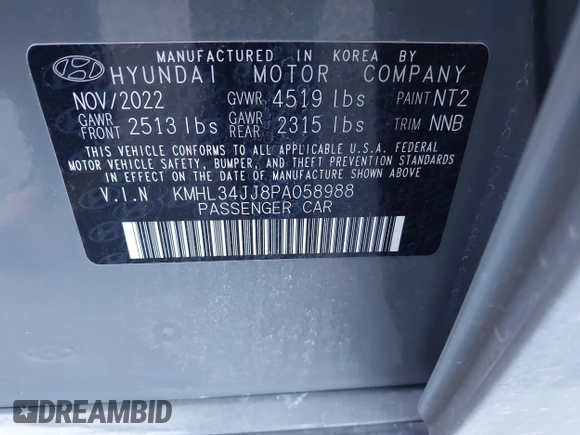 MANUFACTURED IN KOREA BY
HYUNDAI MOTOR COMPANY
NOV/2022 GVWR 4519 lbs PAINT NT2
GAWR FRONT 2513 lbs GAWR REAR 2315 lbs TRIM NNB
THIS VEHICLE CONFORMS TO ALL APPLICABLE U.S.A. FEDERAL
MOTOR VEHICLE SAFETY, BUMPER, AND THEFT PREVENTION STANDARDS
IN EFFECT ON THE DATE OF MANUFACTURE SHOWN ABOVE.
V.I.N KMHL34JJ8PA058988
PASSENGER CAR
DREAMBID